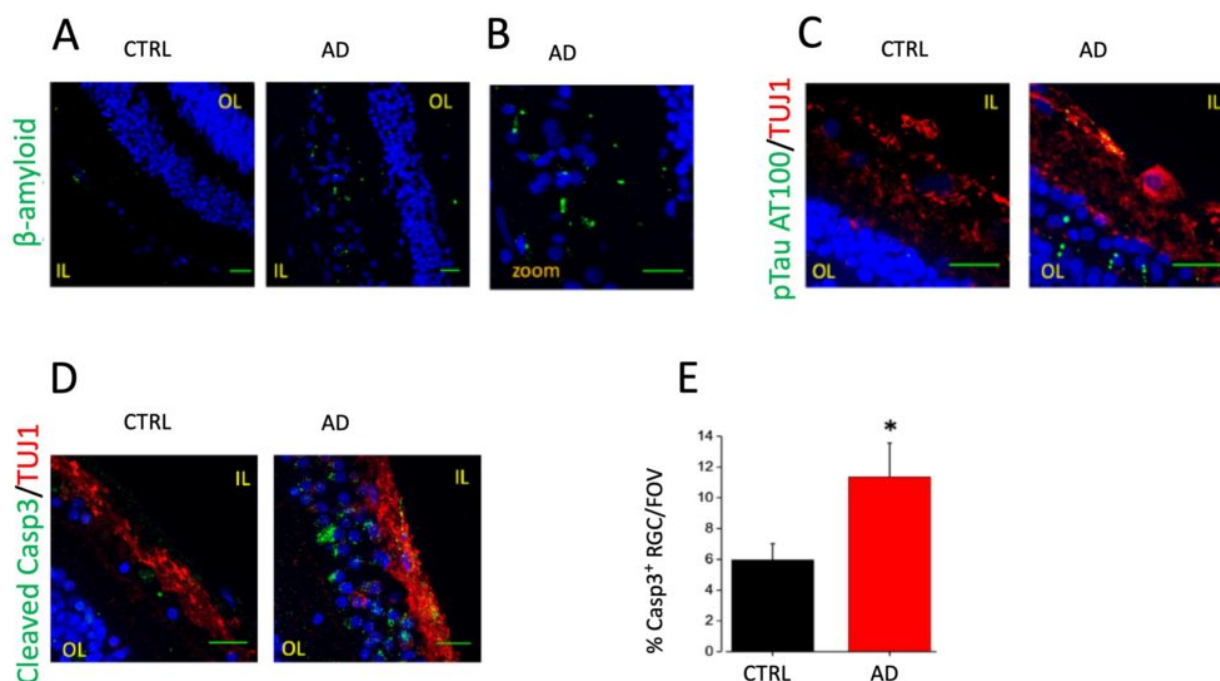 A
CTRL
AD
β-amyloid
OL
IL
OL
IL
B
AD
zoom
C
CTRL
AD
pTau AT100/TUJ1
IL
OL
IL
OL
D
CTRL
AD
Cleaved Casp3/TUJ1
IL
OL
IL
OL
E
*
% Casp3⁺ RGC/FOV
14
12
10
8
6
4
2
0
CTRL
AD